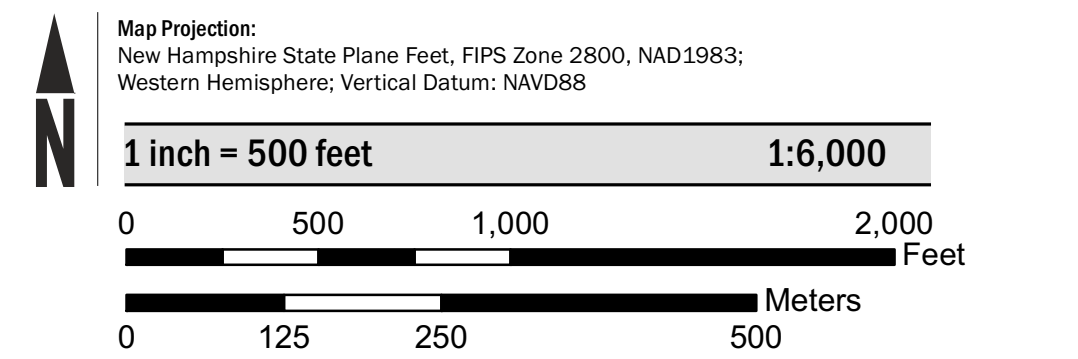 N
Map Projection:
New Hampshire State Plane Feet, FIPS Zone 2800, NAD1983;
Western Hemisphere; Vertical Datum: NAVD88
1 inch = 500 feet 1:6,000
0 500 1,000 2,000
Feet
Meters
0 125 250 500